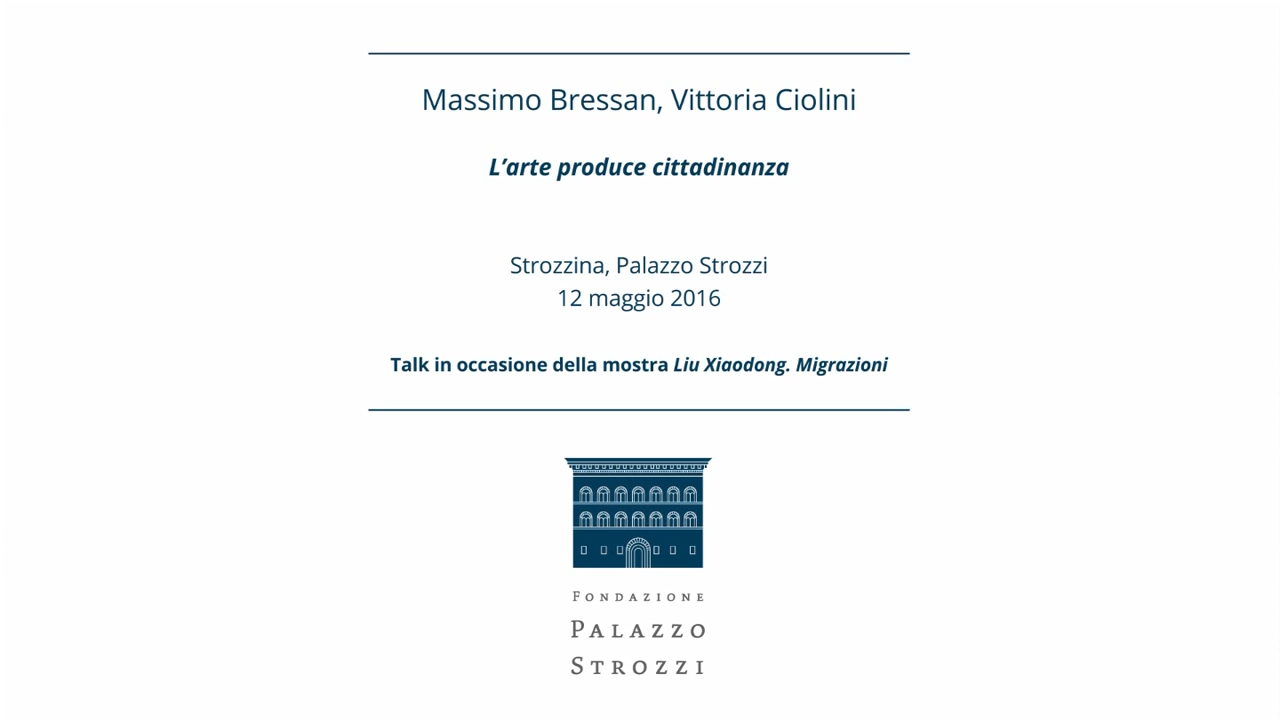 Massimo Bressan, Vittoria Ciolini
L’arte produce cittadinanza
Strozzina, Palazzo Strozzi
12 maggio 2016
Talk in occasione della mostra Liu Xiaodong. Migrazioni
FONDAZIONE
PALAZZO
STROZZI